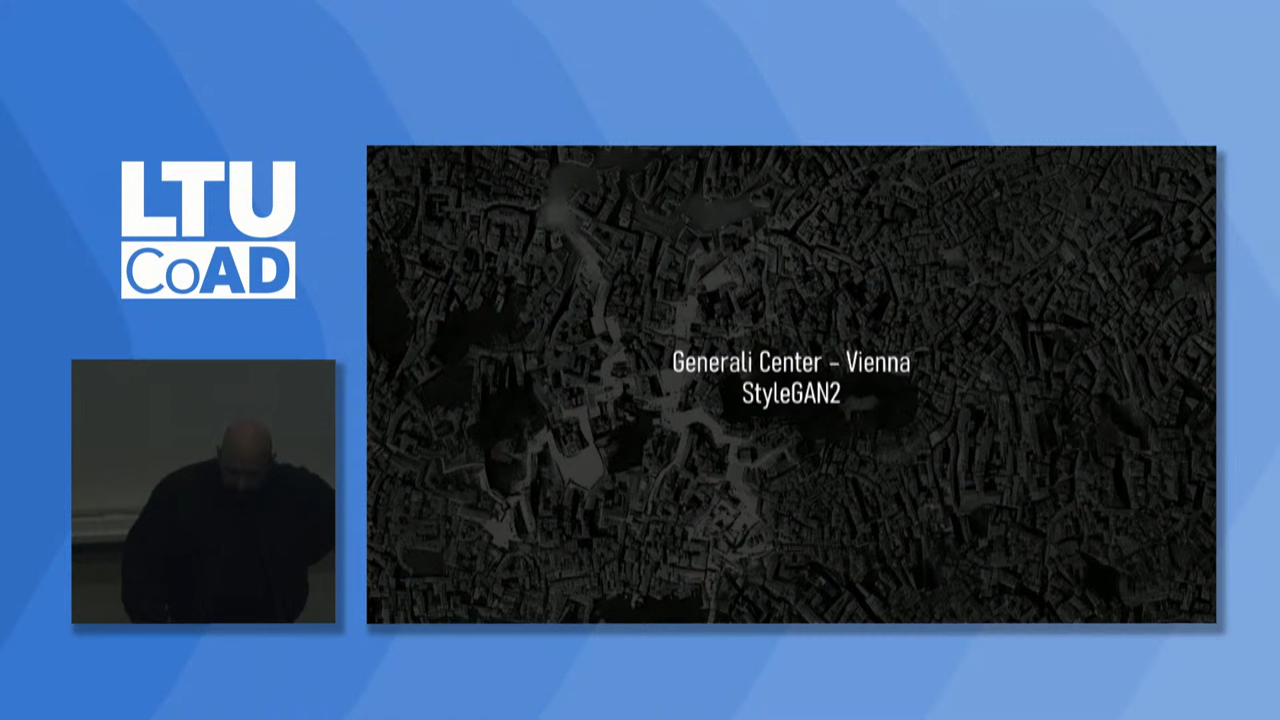 LTU
CoAD
Generali Center – Vienna
StyleGAN2